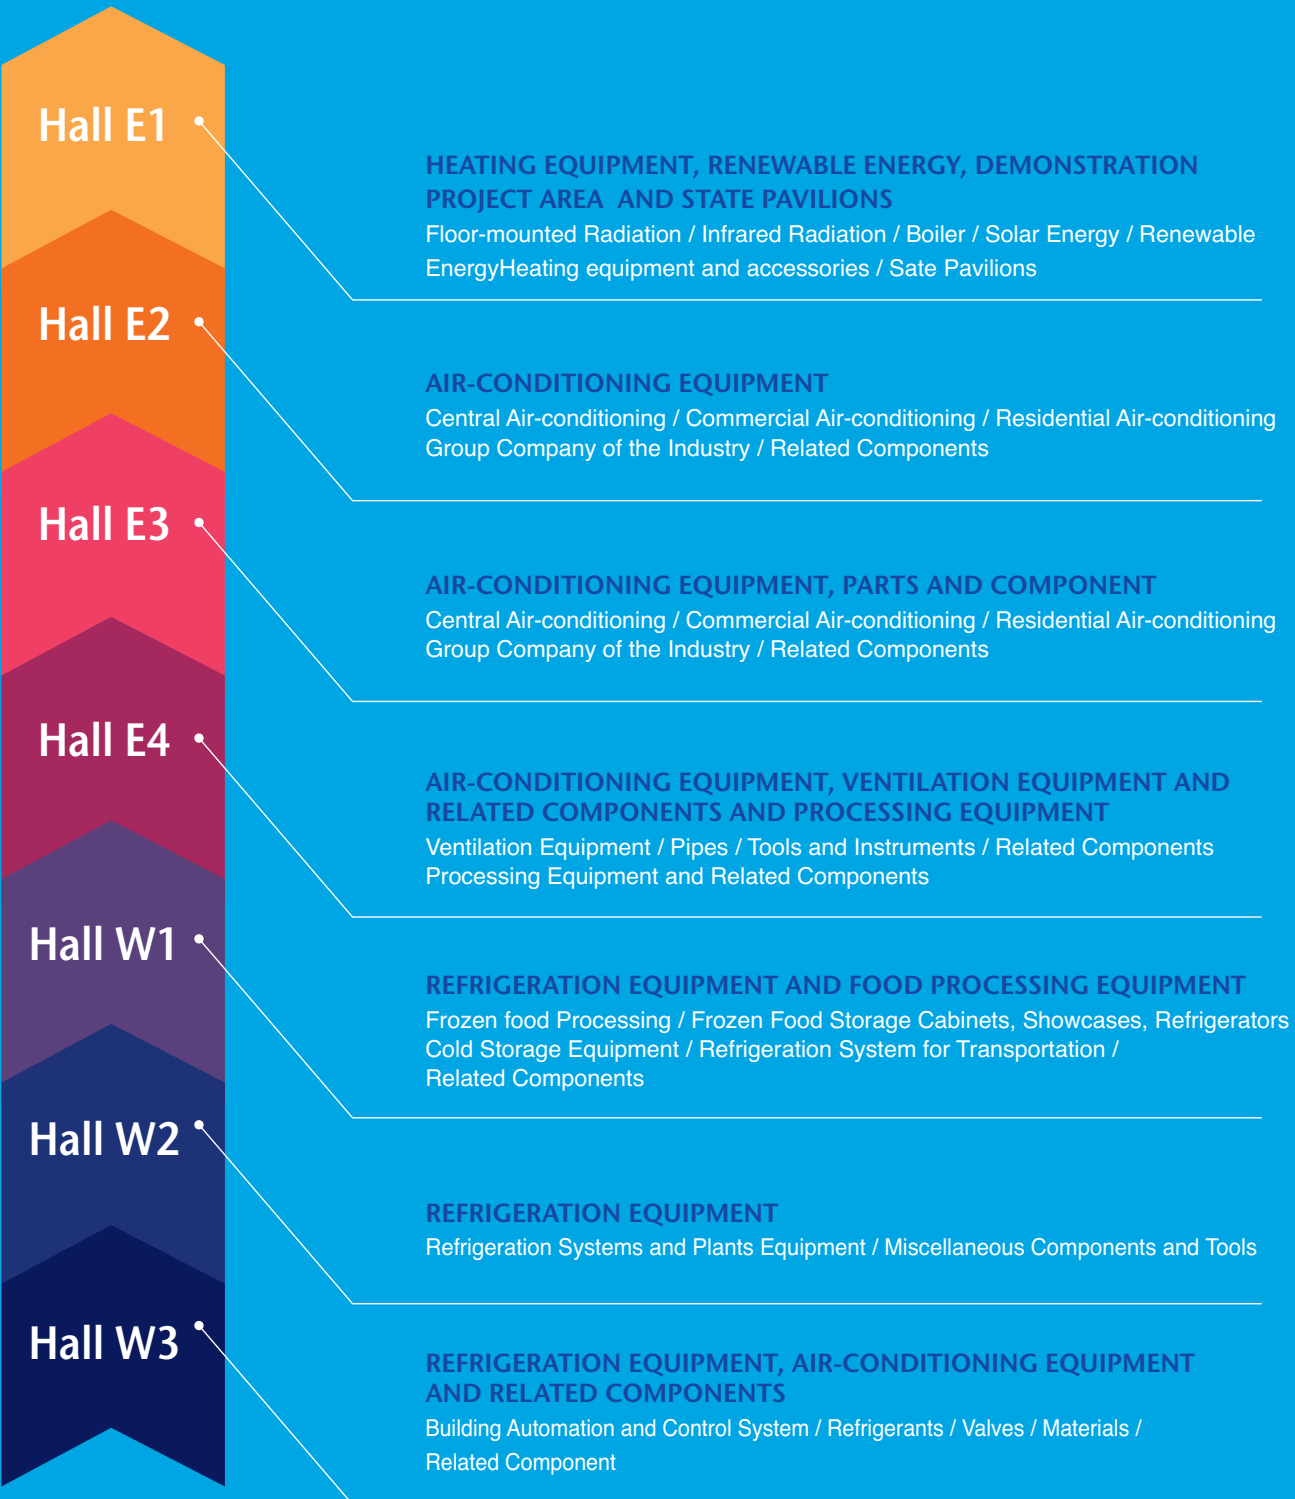 Hall E1
HEATING EQUIPMENT, RENEWABLE ENERGY, DEMONSTRATION
PROJECT AREA AND STATE PAVILIONS
Floor-mounted Radiation / Infrared Radiation / Boiler / Solar Energy / Renewable
EnergyHeating equipment and accessories / Sate Pavilions
Hall E2
AIR-CONDITIONING EQUIPMENT
Central Air-conditioning / Commercial Air-conditioning / Residential Air-conditioning
Group Company of the Industry / Related Components
Hall E3
AIR-CONDITIONING EQUIPMENT, PARTS AND COMPONENT
Central Air-conditioning / Commercial Air-conditioning / Residential Air-conditioning
Group Company of the Industry / Related Components
Hall E4
AIR-CONDITIONING EQUIPMENT, VENTILATION EQUIPMENT AND
RELATED COMPONENTS AND PROCESSING EQUIPMENT
Ventilation Equipment / Pipes / Tools and Instruments / Related Components
Processing Equipment and Related Components
Hall W1
REFRIGERATION EQUIPMENT AND FOOD PROCESSING EQUIPMENT
Frozen food Processing / Frozen Food Storage Cabinets, Showcases, Refrigerators
Cold Storage Equipment / Refrigeration System for Transportation /
Related Components
Hall W2
REFRIGERATION EQUIPMENT
Refrigeration Systems and Plants Equipment / Miscellaneous Components and Tools
Hall W3
REFRIGERATION EQUIPMENT, AIR-CONDITIONING EQUIPMENT
AND RELATED COMPONENTS
Building Automation and Control System / Refrigerants / Valves / Materials /
Related Component